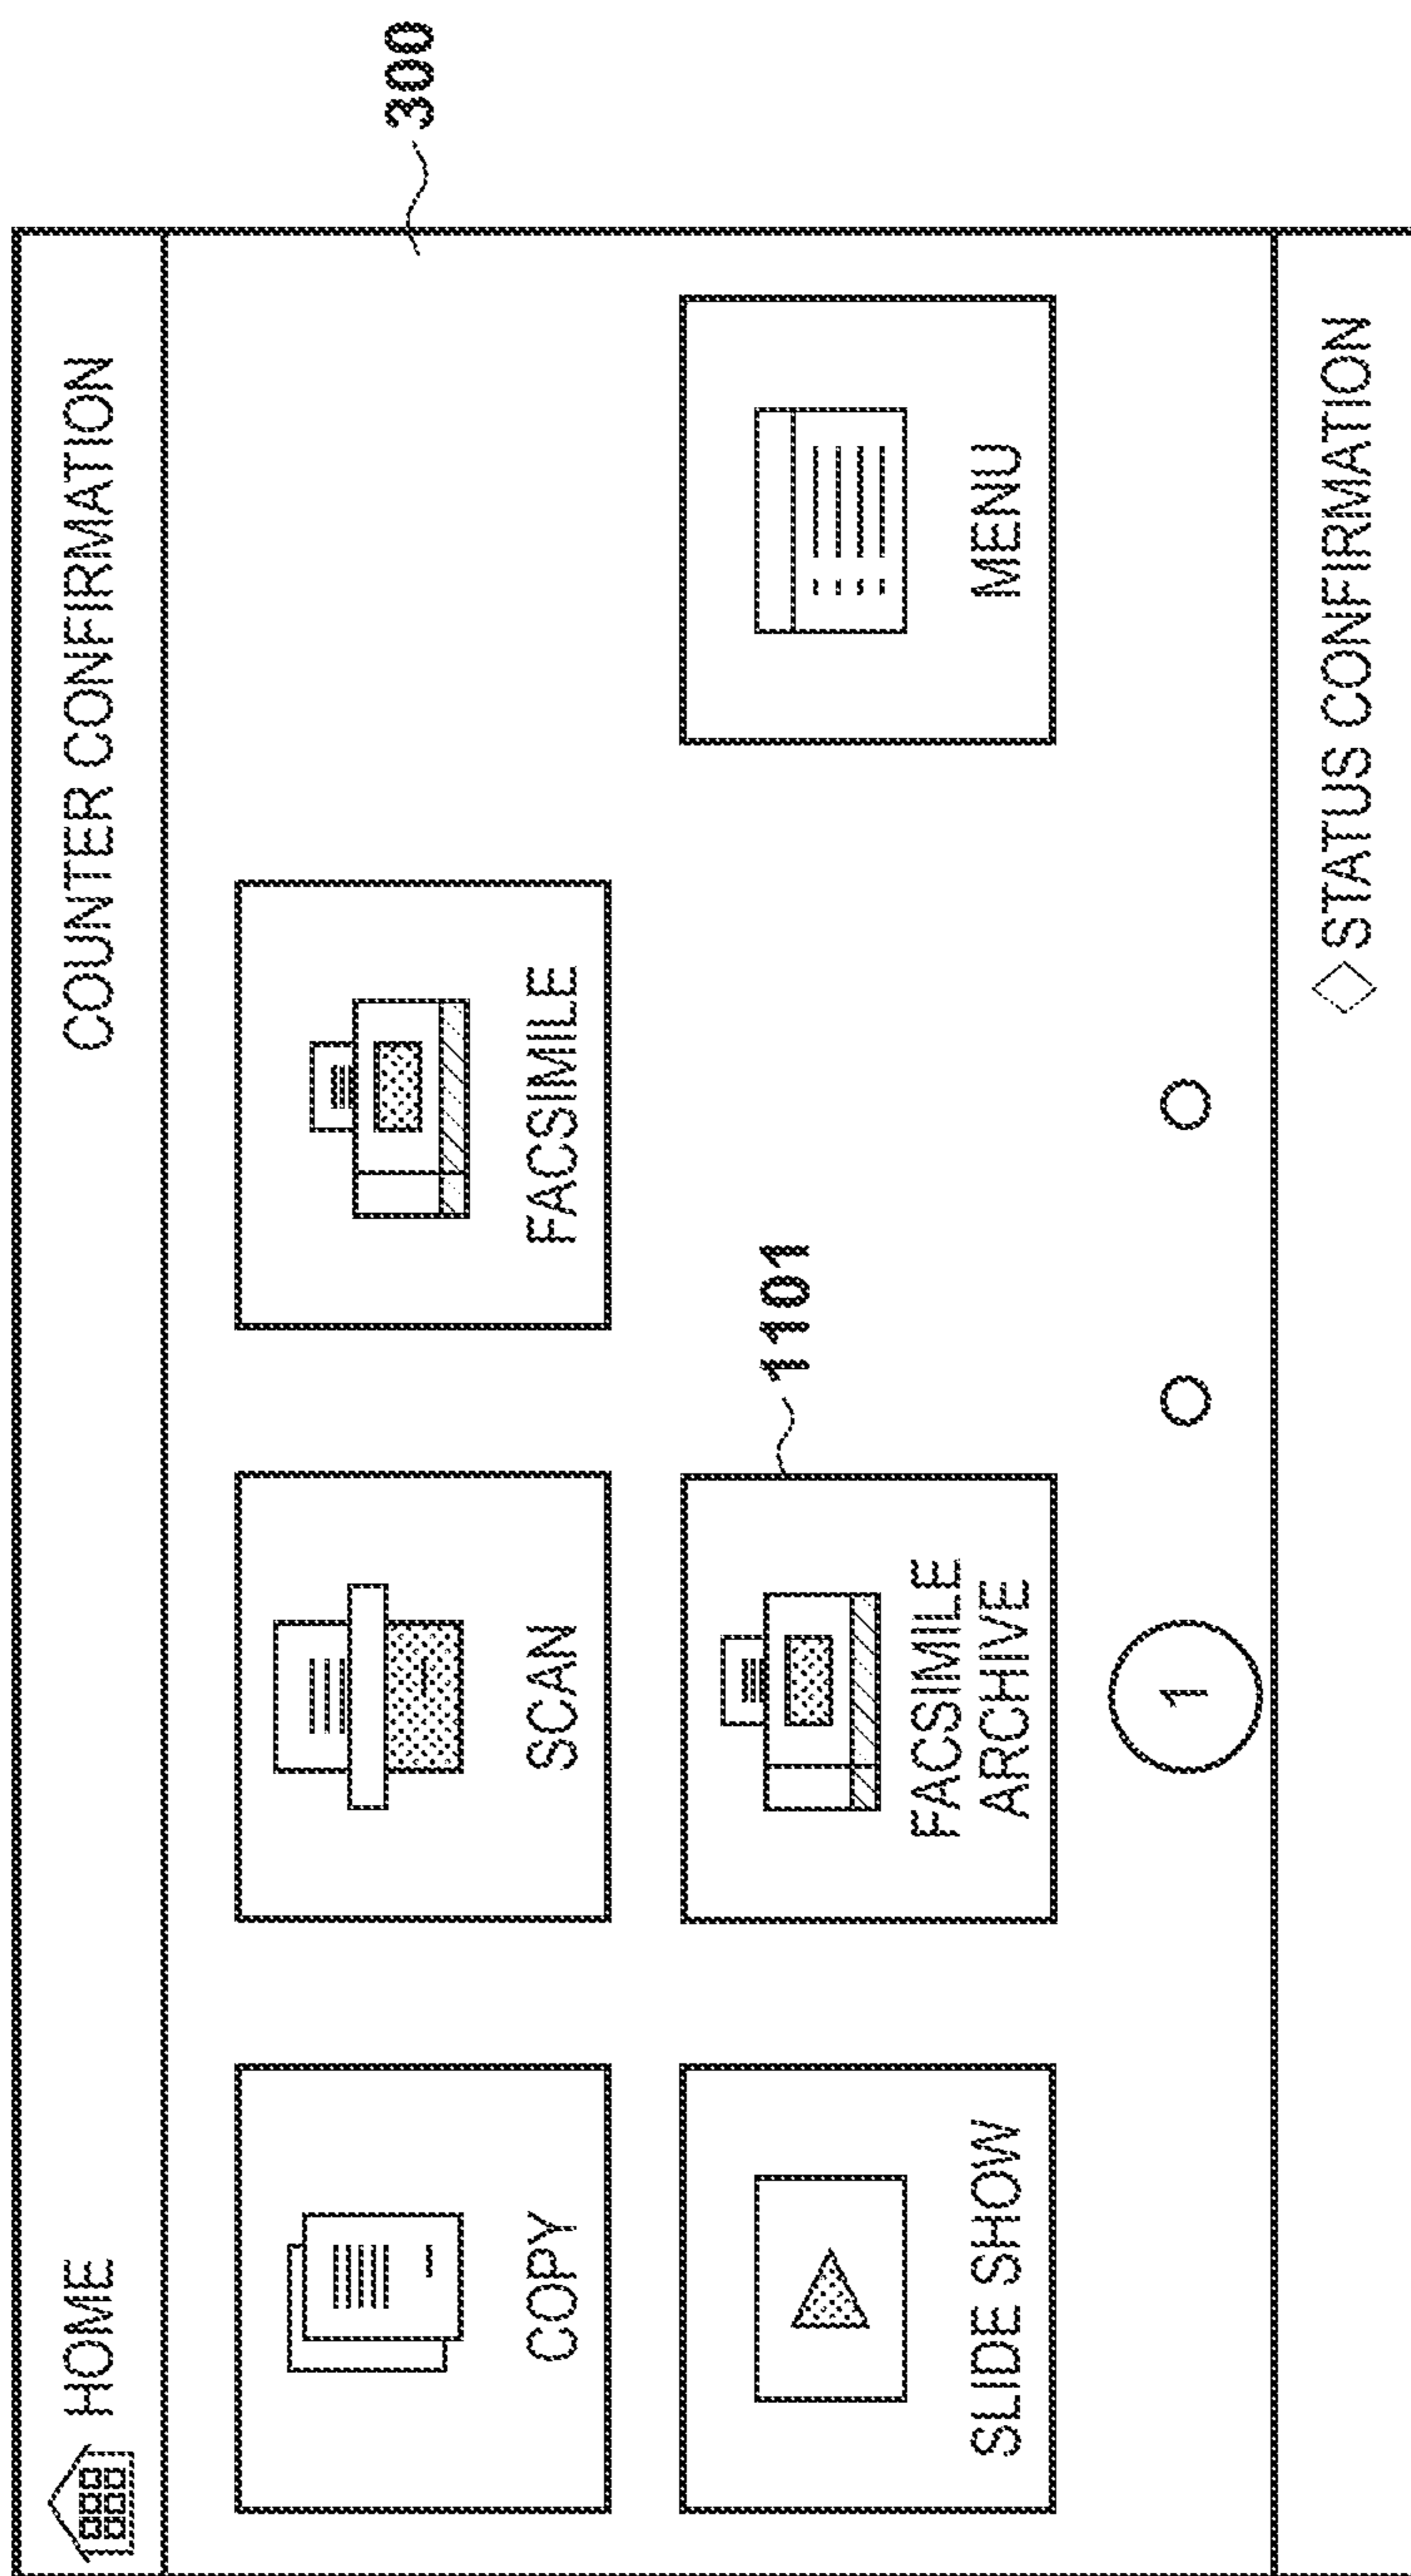 300
HOME
COUNTER CONFIRMATION
COPY
SCAN
FACSIMILE
1101
SLIDE SHOW
FACSIMILE
ARCHIVE
MENU
1
STATUS CONFIRMATION